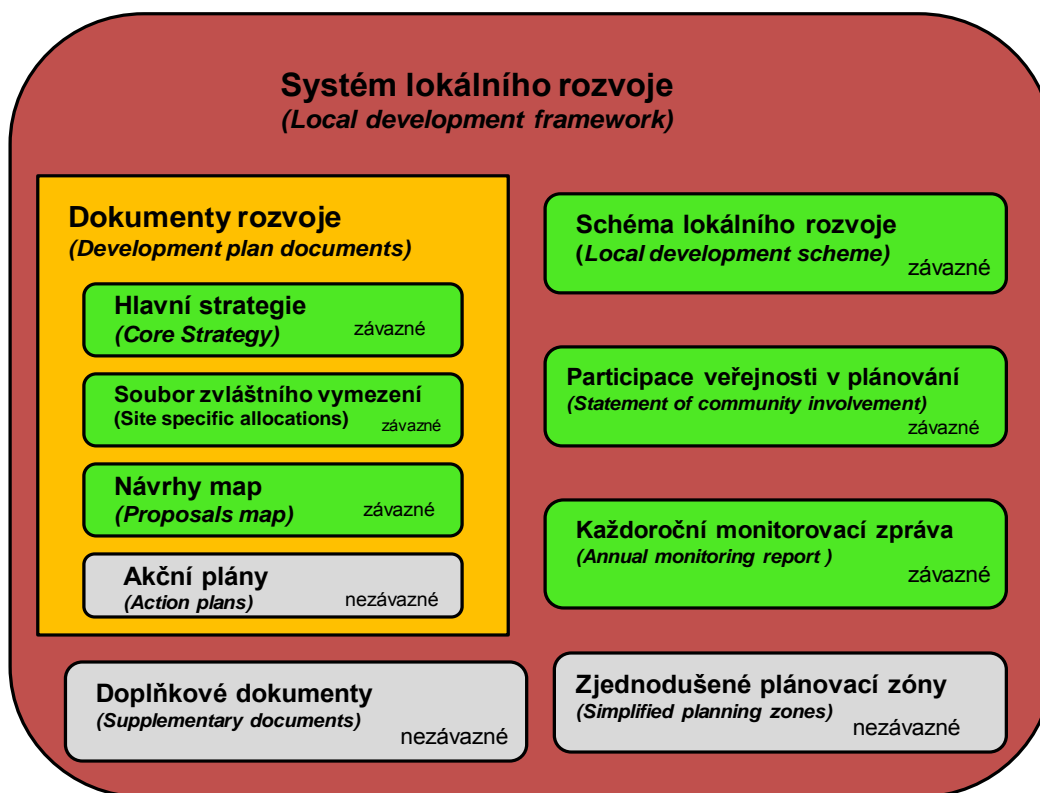 Systém lokálního rozvoje
(Local development framework)
Dokumenty rozvoje
(Development plan documents)
Hlavní strategie
(Core Strategy)
závazné
Soubor zvláštního vymezení
(Site specific allocations)
závazné
Návrhy map
(Proposals map)
závazné
Akční plány
(Action plans)
nezávazné
Doplňkové dokumenty
(Supplementary documents)
nezávazné
Schéma lokálního rozvoje
(Local development scheme)
závazné
Participace veřejnosti v plánování
(Statement of community involvement)
závazné
Každoroční monitorovací zpráva
(Annual monitoring report )
závazné
Zjednodušené plánovací zóny
(Simplified planning zones)
nezávazné